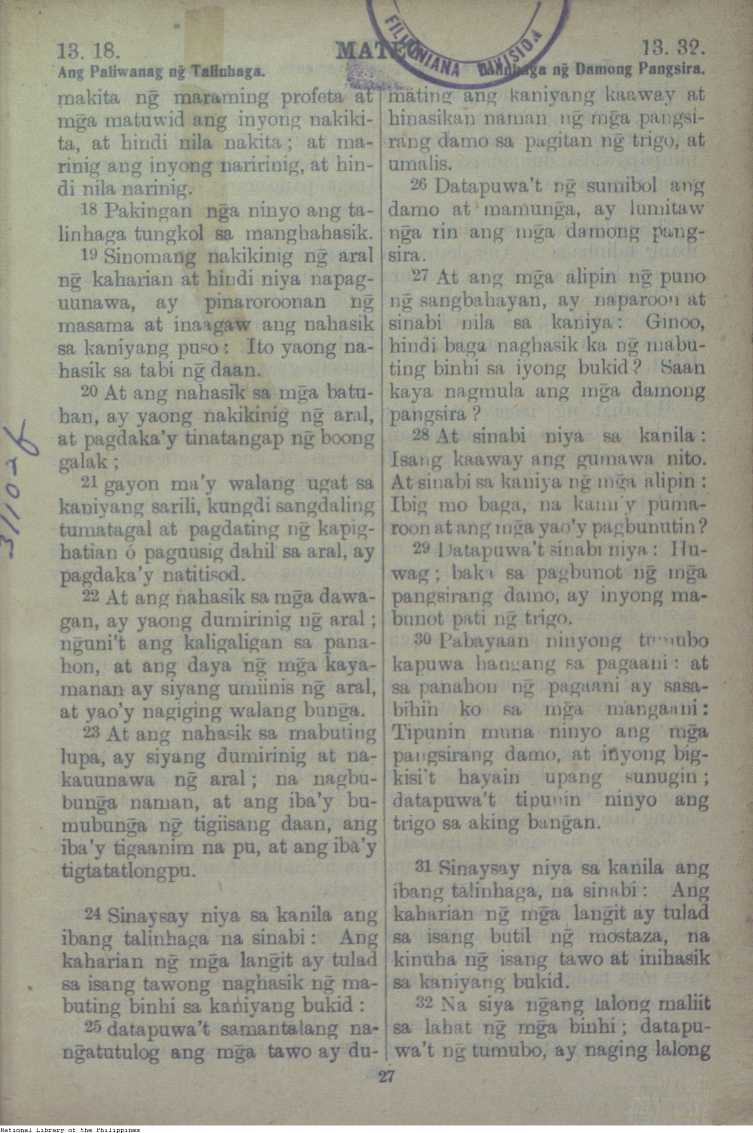 13. 18.
MATEO
13. 32.
Ang Paliwanag ng̃ Talinhaga.
ng̃ Damong Pangsira.
FILIPINIANA DIVISION
makita ng̃ maraming profeta at
mg̃a matuwid ang inyong nakiki-
ta, at hindi nila nakita; at ma-
rinig ang inyong naririnig, at hin-
di nila narinig.
18 Pakingan ng̃a ninyo ang ta-
linhaga tungkol sa manghahasik.
19 Sinomang nakikinig ng̃ aral
ng̃ kaharian at hindi niya napag-
uunawa, ay pinaroroonan ng̃
masama at inaagaw ang nahasik
sa kaniyang puso: Ito yaong na-
hasik sa tabi ng̃ daan.
20 At ang nahasik sa mg̃a batu-
han, ay yaong nakikinig ng̃ aral,
at pagdaka'y tinatangap ng̃ boong
galak;
21 gayon ma'y walang ugat sa
kaniyang sarili, kungdi sangdaling
tumatagal at pagdating ng̃ kapig-
hatian ó paguusig dahil sa aral, ay
pagdaka'y natitisod.
22 At ang nahasik sa mg̃a dawa-
gan, ay yaong dumirinig ng̃ aral;
ng̃uni't ang kaligaligan sa pana-
hon, at ang daya ng̃ mg̃a kaya-
manan ay siyang umiinis ng̃ aral,
at yao'y nagiging walang bung̃a.
23 At ang nahasik sa mabuting
lupa, ay siyang dumirinig at na-
kauunawa ng̃ aral; na nagbu-
bung̃a naman, at ang iba'y bu-
mubung̃a ng̃ tigiisang daan, ang
iba'y tigaanim na pu, at ang iba'y
tigtatatlongpu.
24 Sinaysay niya sa kanila ang
ibang talinhaga na sinabi: Ang
kaharian ng̃ mg̃a lang̃it ay tulad
sa isang tawong naghasik ng̃ ma-
buting binhi sa kaniyang bukid:
25 datapuwa't samantalang na-
ng̃atutulog ang mg̃a tawo ay du-
mating ang kaniyang kaaway at
hinasikan naman ng̃ mg̃a pangsi-
rang damo sa pagitan ng̃ trigo, at
umalis.
26 Datapuwa't ng̃ sumibol ang
damo at mamung̃a, ay lumitaw
ng̃a rin ang mg̃a damong pang-
sira.
27 At ang mg̃a alipin ng̃ puno
ng̃ sangbahayan, ay naparoon at
sinabi nila sa kaniya: Ginoo,
hindi baga naghasik ka ng̃ mabu-
ting binhi sa iyong bukid? Saan
kaya nagmula ang mg̃a damong
pangsira?
28 At sinabi niya sa kanila:
Isang kaaway ang gumawa nito.
At sinabi sa kaniya ng̃ mg̃a alipin:
Ibig mo baga, na kami'y puma-
roon at ang mg̃a yao'y pagbunutin?
29 Datapuwa't sinabi niya: Hu-
wag; baka sa pagbunot ng̃ mg̃a
pangsirang damo, ay inyong ma-
bunot pati ng̃ trigo.
30 Pabayaan ninyong tumubo
kapuwa hangang sa pagaani: at
sa panahon ng̃ pagaani ay sasa-
bihin ko sa mg̃a mangaani:
Tipunin muna ninyo ang mg̃a
pangsirang damo, at inyong big-
kisi't hayain upang sunugin;
datapuwa't tipunin ninyo ang
trigo sa aking bang̃an.
31 Sinaysay niya sa kanila ang
ibang talinhaga, na sinabi: Ang
kaharian ng̃ mg̃a lang̃it ay tulad
sa isang butil ng̃ mostaza, na
kinuha ng̃ isang tawo at inihasik
sa kaniyang bukid.
32 Na siya ng̃ang lalong maliit
sa lahat ng̃ mg̃a binhi; datapu-
wa't ng̃ tumubo, ay naging lalong
27
National Library of the Philippines